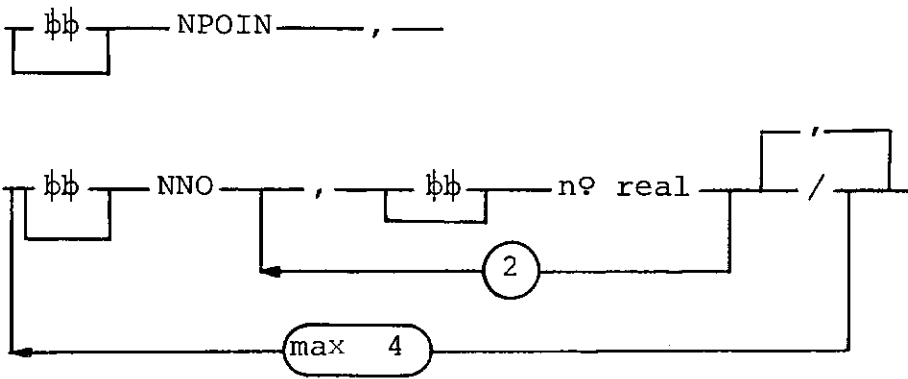 ƀƀ NPOIN ,
,
ƀƀ NNO , ƀƀ nº real /
2
max 4